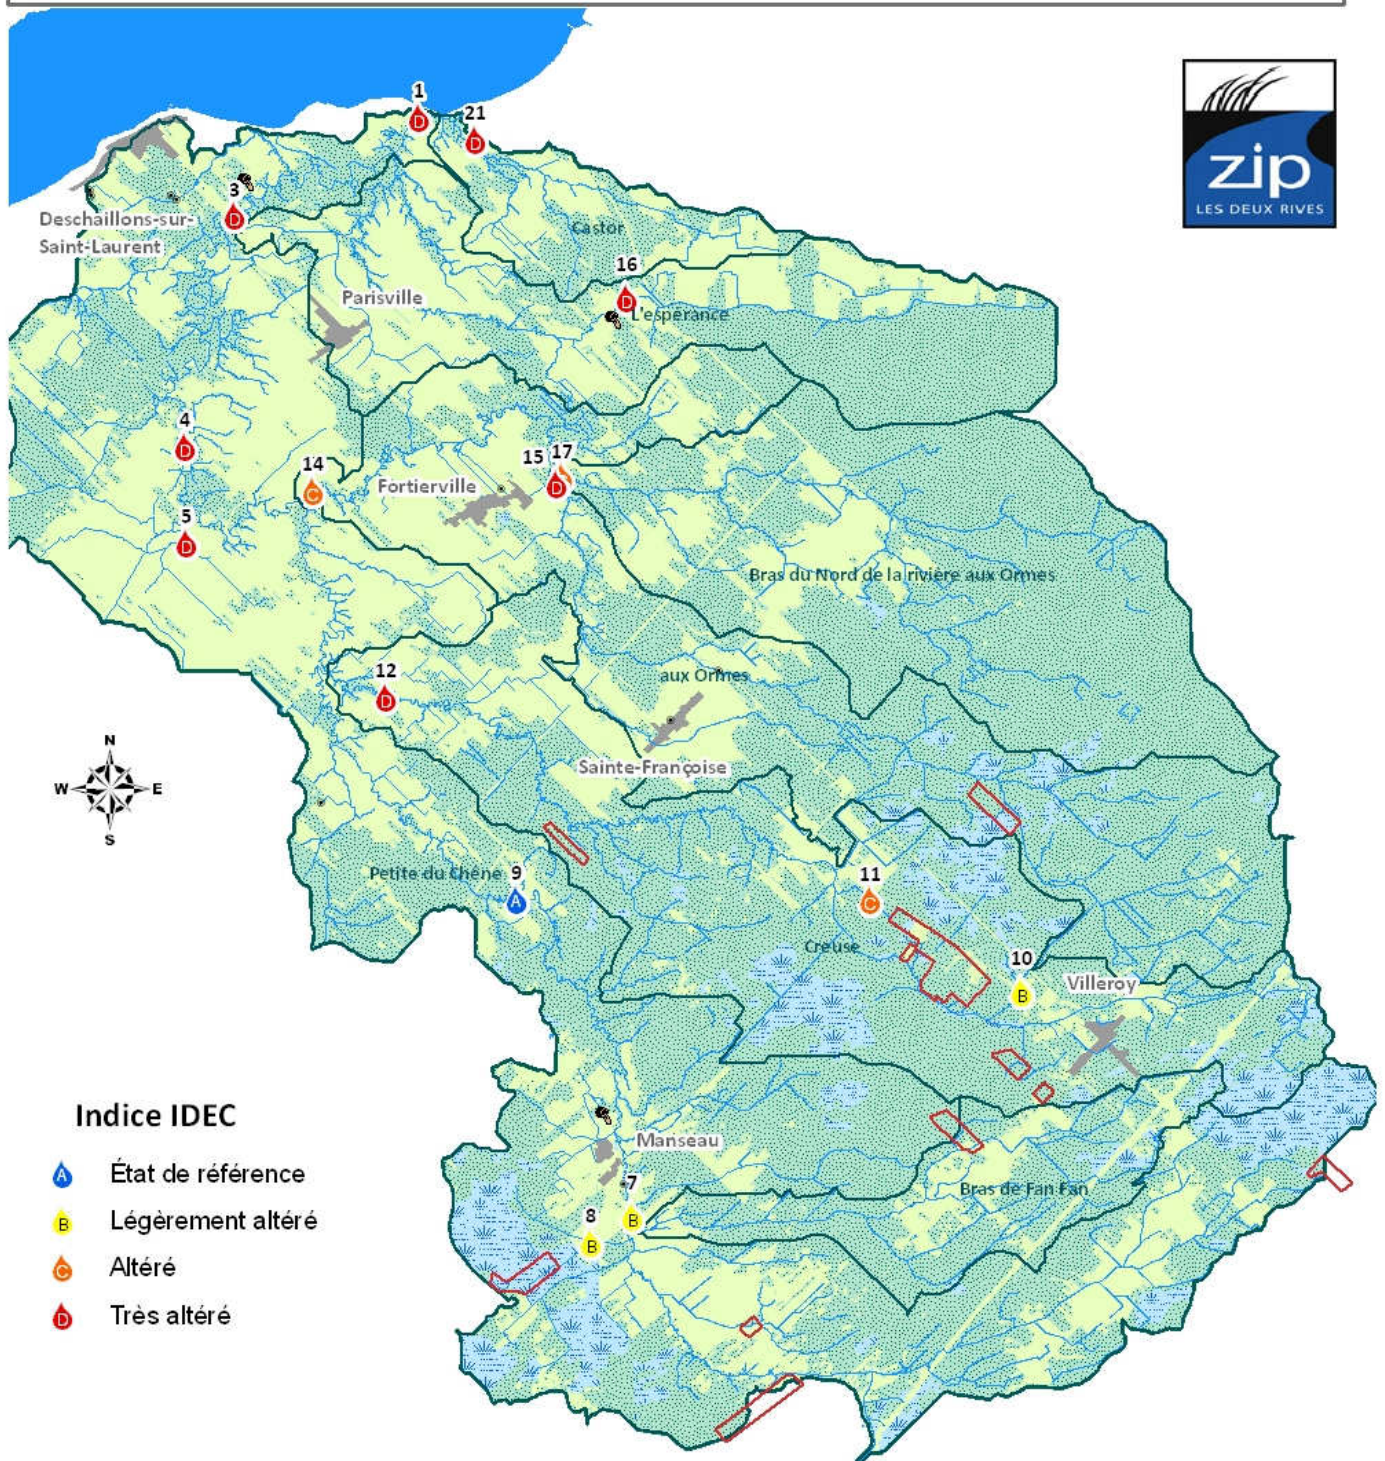 1
21
D
D
zip
LES DEUX RIVES
3
D
Deschaillons-sur-
Saint-Laurent
Castor
16
D
L'espérance
Parisville
4
D
14
C
15
17
D
Fortierville
5
D
Bras du Nord de la rivière aux Ormes
12
D
aux Ormes
Sainte-Françoise
N
W
E
S
Petite du Chêne
9
A
11
C
Creuse
10
B
Villeroy
Manseau
Bras de Fan Fan
7
B
8
B
Indice IDEC
A État de référence
B Légèrement altéré
C Altéré
D Très altéré